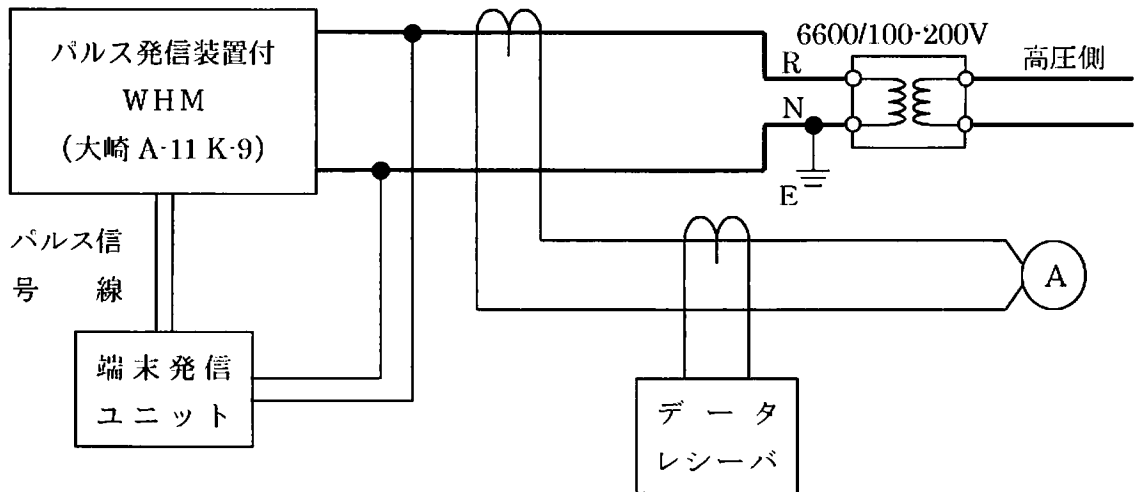 パルス発信装置付
WHM
(大崎 A-11 K-9)
6600/100-200V
高圧側
R
N
E
パルス信
号 線
A
端末発信
ユニット
データ
レシーバ